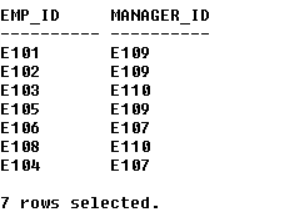 EMP_ID     MANAGER_ID
---------- ----------
E101       E109
E102       E109
E103       E110
E105       E109
E106       E107
E108       E110
E104       E107

7 rows selected.